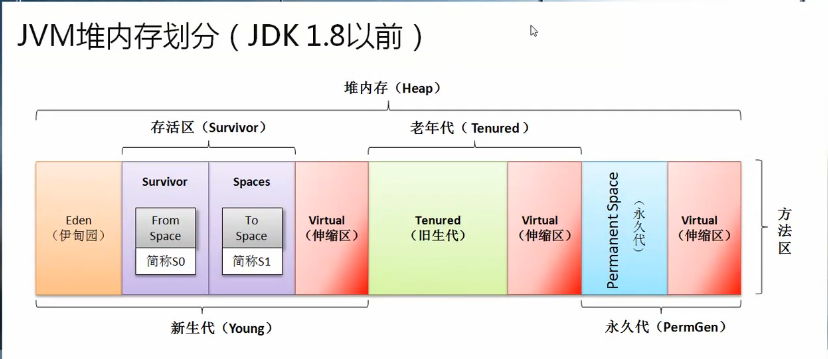 JVM堆内存划分（JDK 1.8以前）
堆内存（Heap）
存活区（Survivor）
老年代（ Tenured ）
Eden
（伊甸园）
Survivor
From
Space
简称S0
Spaces
To
Space
简称S1
Virtual
（伸缩区）
Tenured
（旧生代）
Virtual
（伸缩区）
Permanent Space
（永久代）
Virtual
（伸缩区）
方法区
新生代（Young）
永久代（PermGen）